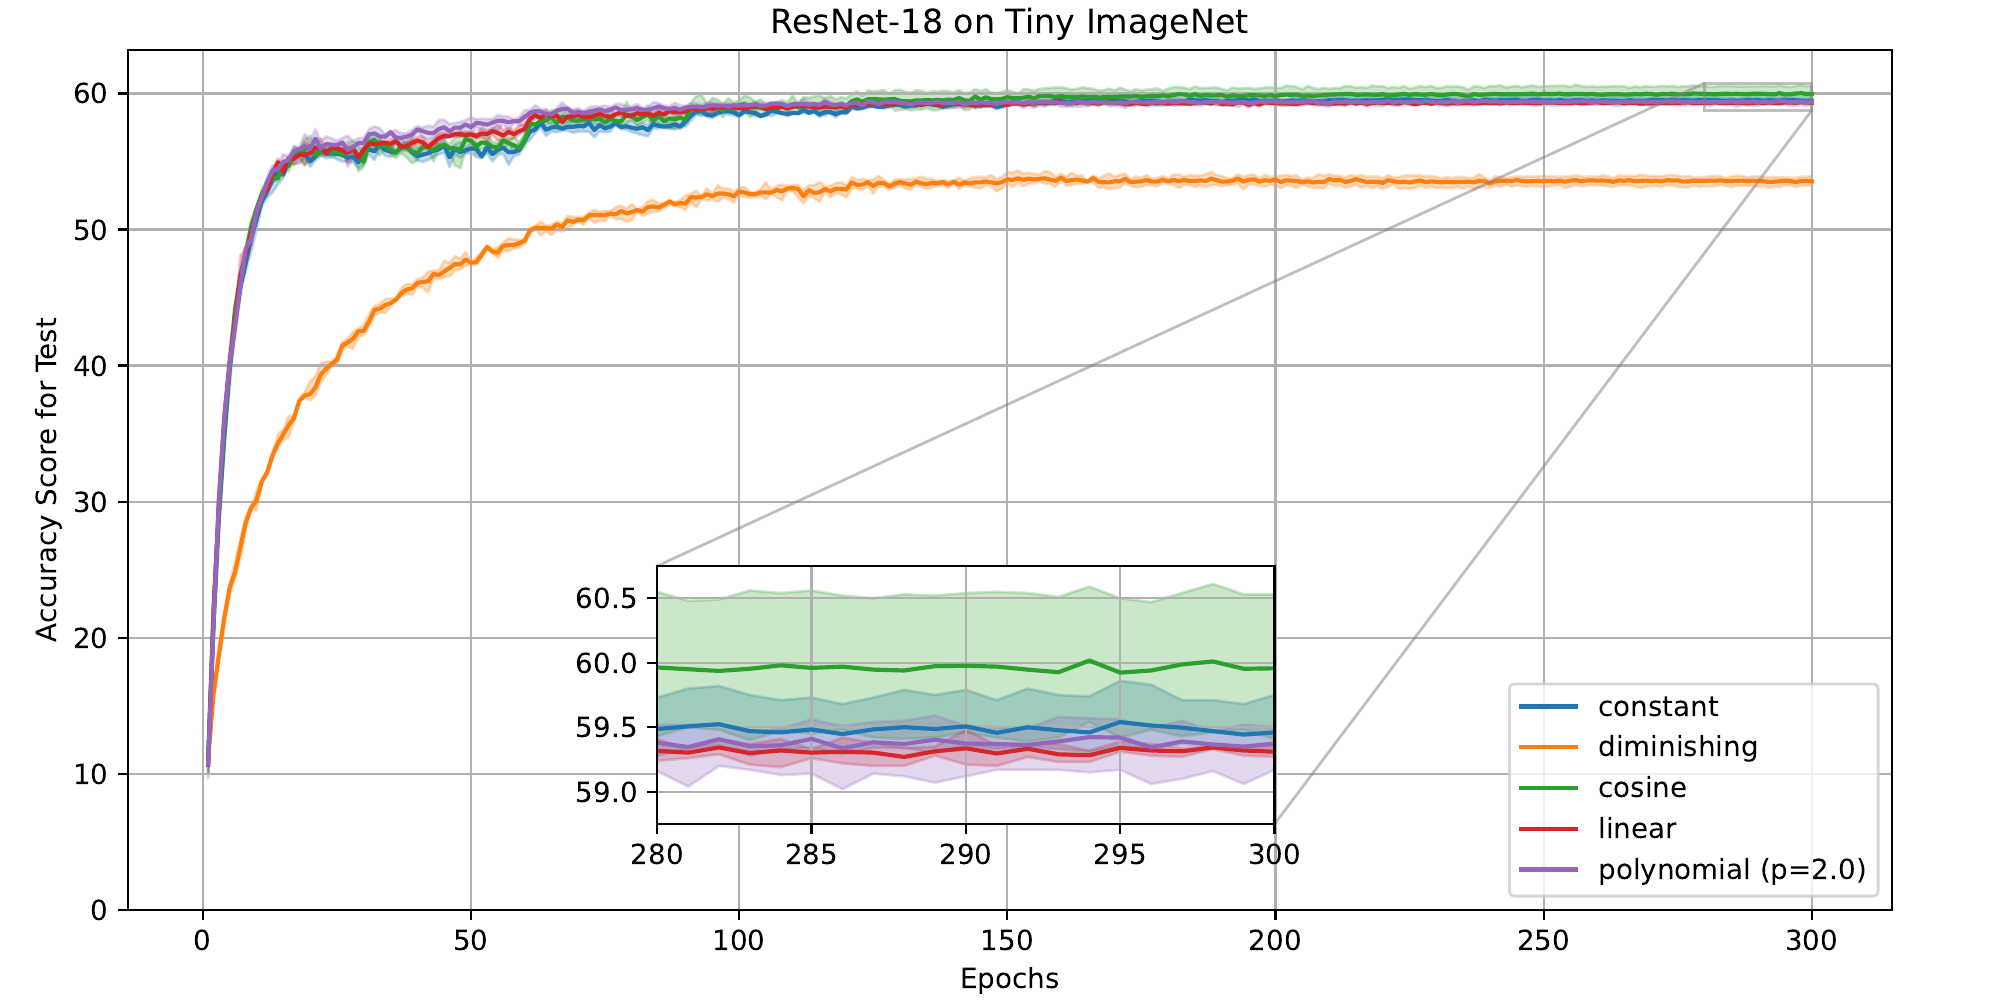 ResNet-18 on Tiny ImageNet
Accuracy Score for Test
60
50
40
30
20
10
0
60.5
60.0
59.5
59.0
280 285 290 295 300
constant
diminishing
cosine
linear
polynomial (p=2.0)
0 50 100 150 200 250 300
Epochs